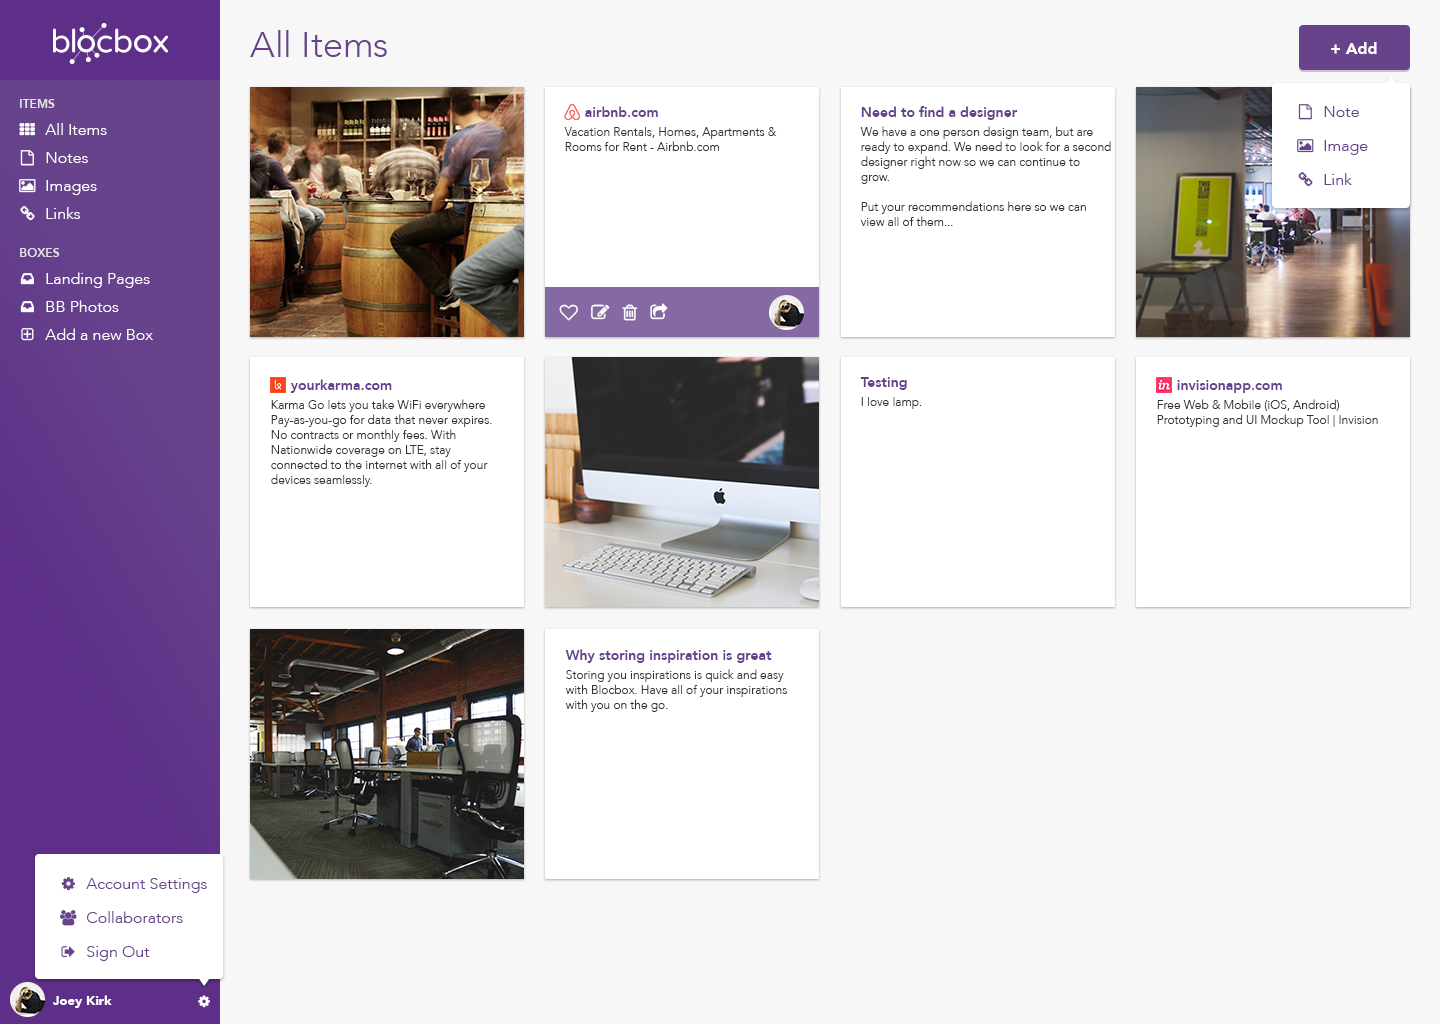 blocbox
ITEMS
All Items
Notes
Images
Links
BOXES
Landing Pages
BB Photos
Add a new Box
Account Settings
Collaborators
Sign Out
Joey Kirk
All Items
+ Add
Note
Image
Link
airbnb.com
Vacation Rentals, Homes, Apartments &
Rooms for Rent - Airbnb.com
Need to find a designer
We have a one person design team, but are
ready to expand. We need to look for a second
designer right now so we can continue to
grow.
Put your recommendations here so we can
view all of them...
THIS
IS AN
yourkarma.com
Karma Go lets you take WiFi everywhere
Pay-as-you-go for data that never expires.
No contracts or monthly fees. With
Nationwide coverage on LTE, stay
connected to the internet with all of your
devices seamlessly.
Testing
I love lamp.
in
invisionapp.com
Free Web & Mobile (iOS, Android)
Prototyping and UI Mockup Tool | Invision
Why storing inspiration is great
Storing you inspirations is quick and easy
with Blocbox. Have all of your inspirations
with you on the go.